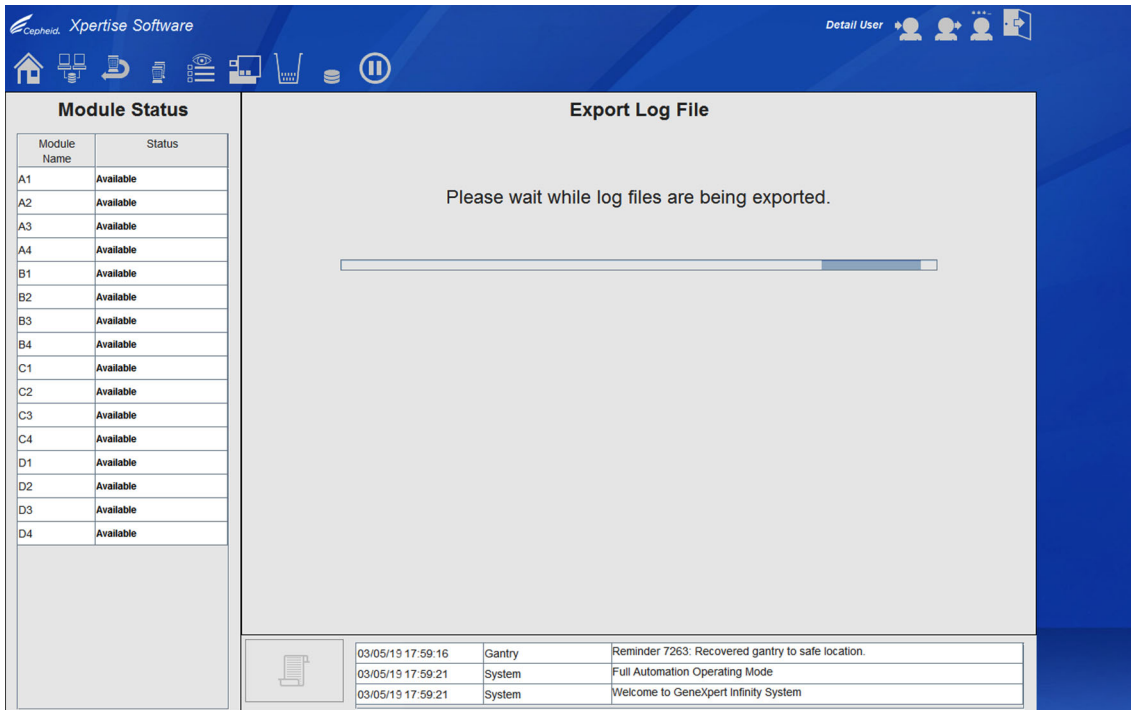 Cepheid. Xpertise Software
Detail User
Module Status
Export Log File
Module Name Status
A1 Available
A2 Available
A3 Available
A4 Available
B1 Available
B2 Available
B3 Available
B4 Available
C1 Available
C2 Available
C3 Available
C4 Available
D1 Available
D2 Available
D3 Available
D4 Available
Please wait while log files are being exported.
03/05/19 17:59:16 Gantry Reminder 7263: Recovered gantry to safe location.
03/05/19 17:59:21 System Full Automation Operating Mode
03/05/19 17:59:21 System Welcome to GeneXpert Infinity System